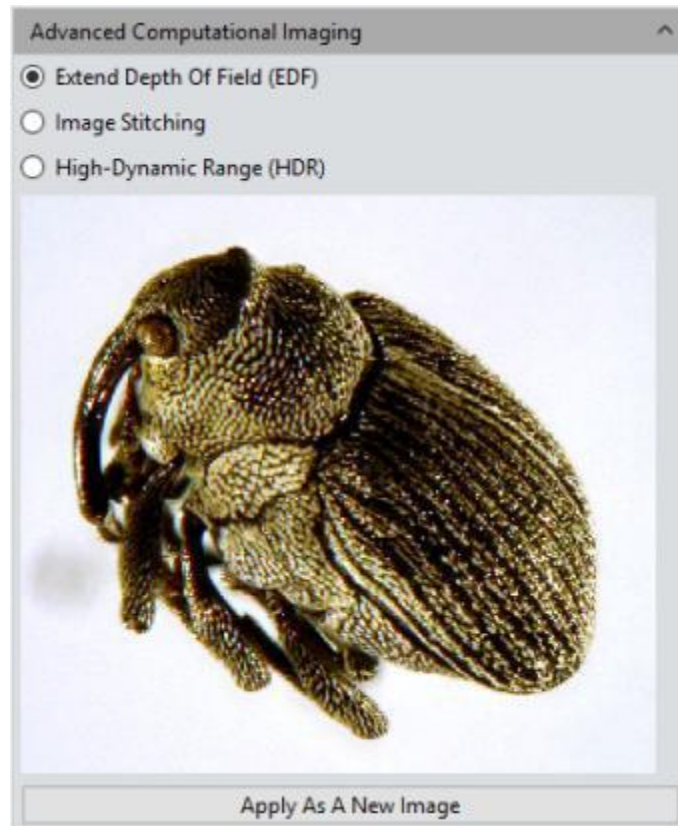 Advanced Computational Imaging
Extend Depth Of Field (EDF)
Image Stitching
High-Dynamic Range (HDR)
Apply As A New Image